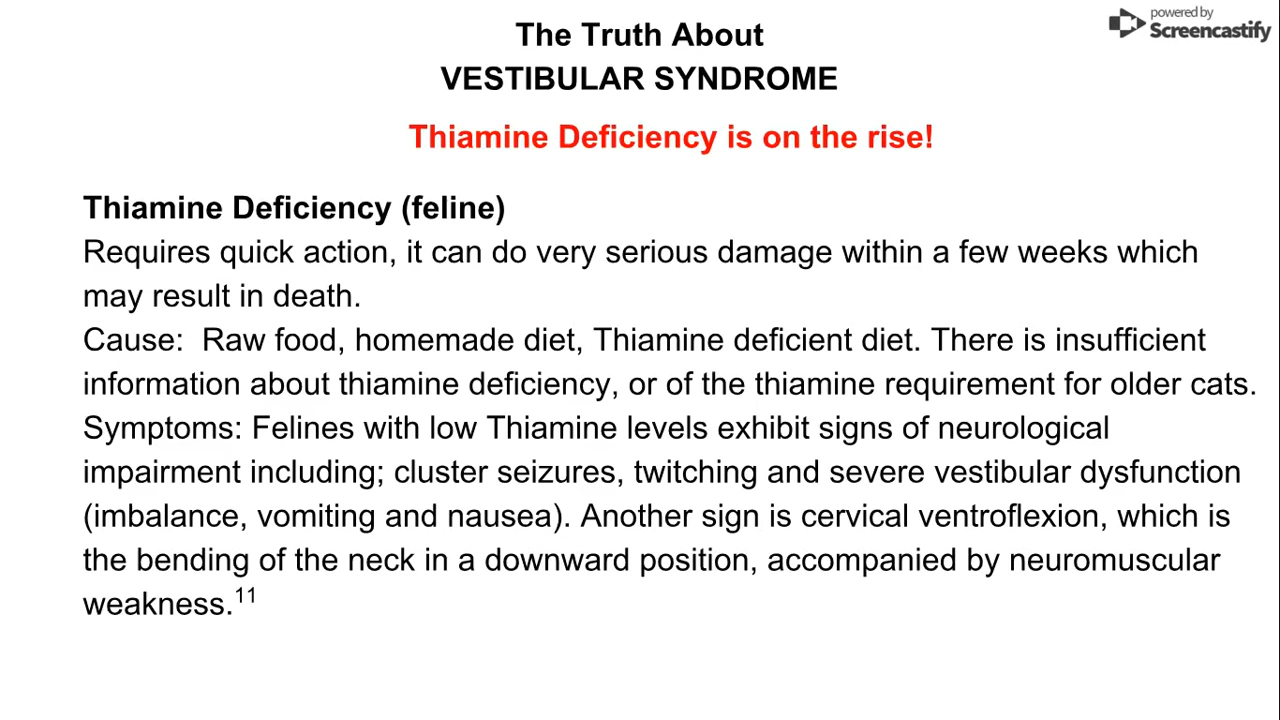 The Truth About
powered by
Screencastify
VESTIBULAR SYNDROME
Thiamine Deficiency is on the rise!
Thiamine Deficiency (feline)
Requires quick action, it can do very serious damage within a few weeks which
may result in death.
Cause:  Raw food, homemade diet, Thiamine deficient diet. There is insufficient
information about thiamine deficiency, or of the thiamine requirement for older cats.
Symptoms: Felines with low Thiamine levels exhibit signs of neurological
impairment including; cluster seizures, twitching and severe vestibular dysfunction
(imbalance, vomiting and nausea). Another sign is cervical ventroflexion, which is
the bending of the neck in a downward position, accompanied by neuromuscular
weakness.¹¹